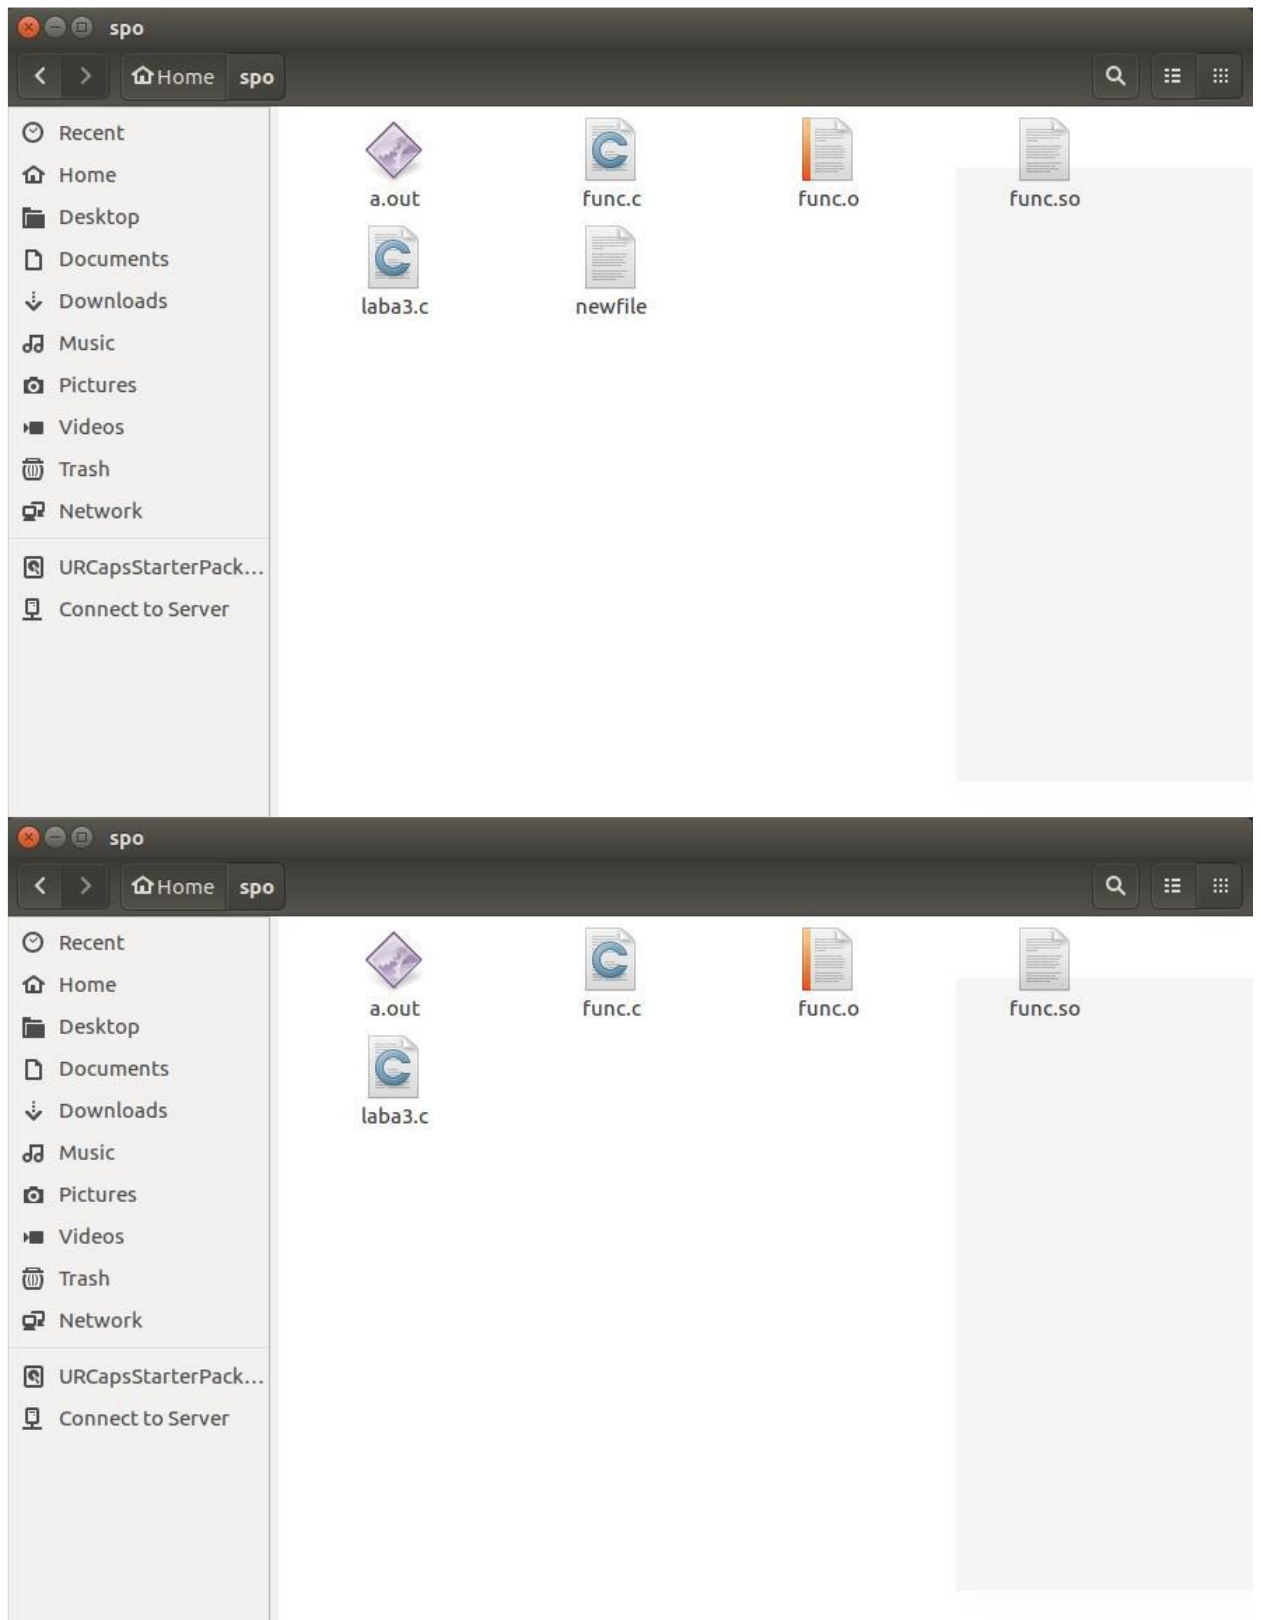 spo
Home spo
Recent
Home
Desktop
Documents
Downloads
Music
Pictures
Videos
Trash
Network
URCapsStarterPack...
Connect to Server
a.out func.c func.o func.so
laba3.c newfile
spo
Home spo
Recent
Home
Desktop
Documents
Downloads
Music
Pictures
Videos
Trash
Network
URCapsStarterPack...
Connect to Server
a.out func.c func.o func.so
laba3.c